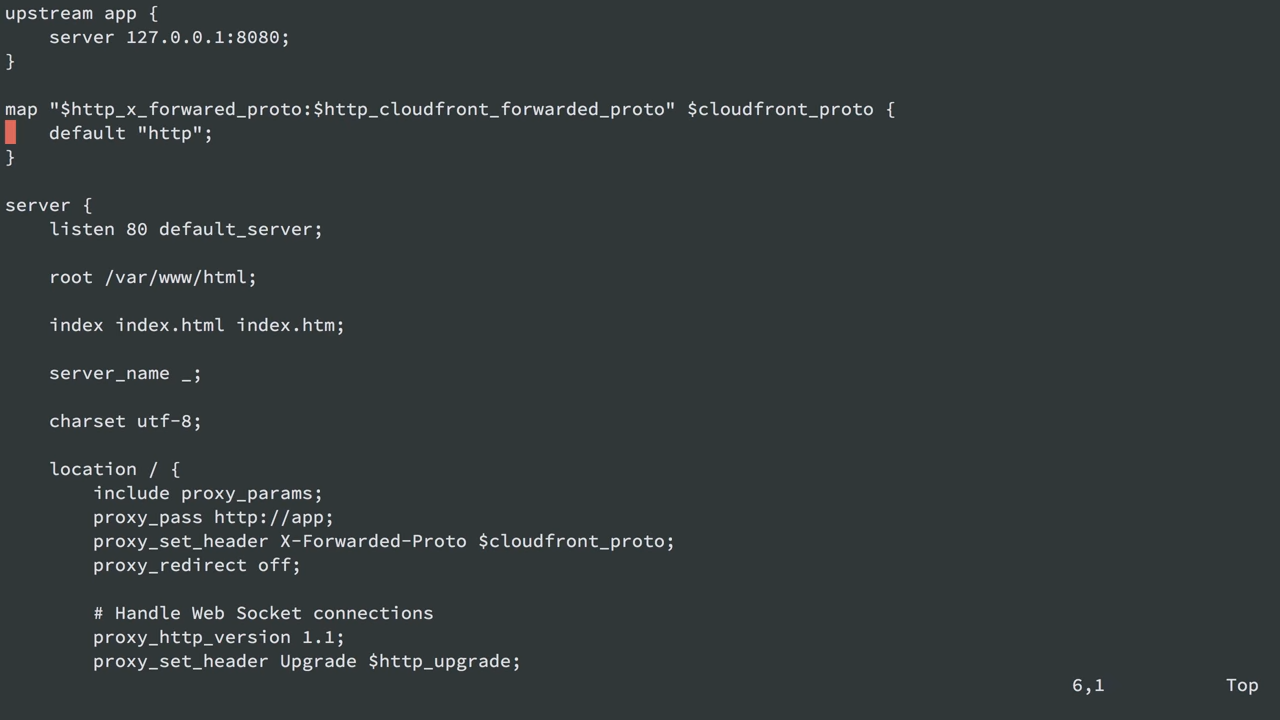 upstream app {
    server 127.0.0.1:8080;
}
map "$http_x_forwared_proto:$http_cloudfront_forwarded_proto" $cloudfront_proto {
    default "http";
}
server {
    listen 80 default_server;
    root /var/www/html;
    index index.html index.htm;
    server_name _;
    charset utf-8;
    location / {
        include proxy_params;
        proxy_pass http://app;
        proxy_set_header X-Forwarded-Proto $cloudfront_proto;
        proxy_redirect off;
        # Handle Web Socket connections
        proxy_http_version 1.1;
        proxy_set_header Upgrade $http_upgrade;
6,1 Top